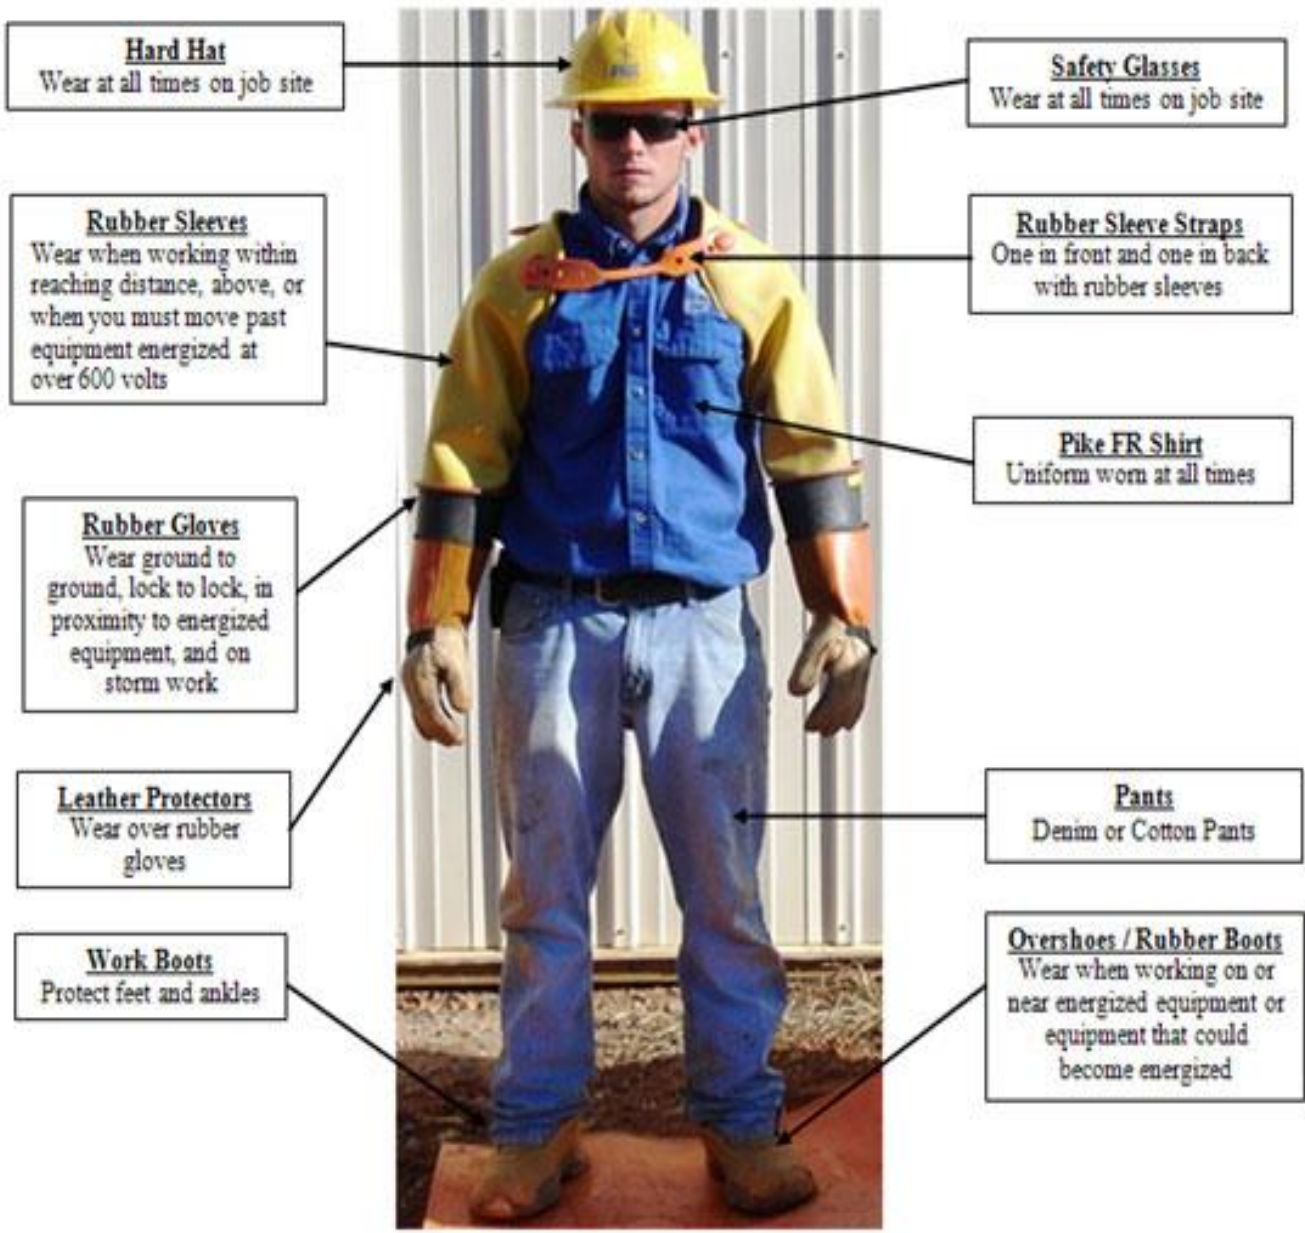 Hard Hat
Wear at all times on job site
Safety Glasses
Wear at all times on job site
Rubber Sleeves
Wear when working within
reaching distance, above, or
when you must move past
equipment energized at
over 600 volts
Rubber Sleeve Straps
One in front and one in back
with rubber sleeves
Pike FR Shirt
Uniform worn at all times
Rubber Gloves
Wear ground to
ground, lock to lock, in
proximity to energized
equipment, and on
storm work
Leather Protectors
Wear over rubber
gloves
Pants
Denim or Cotton Pants
Work Boots
Protect feet and ankles
Overshoes / Rubber Boots
Wear when working on or
near energized equipment or
equipment that could
become energized